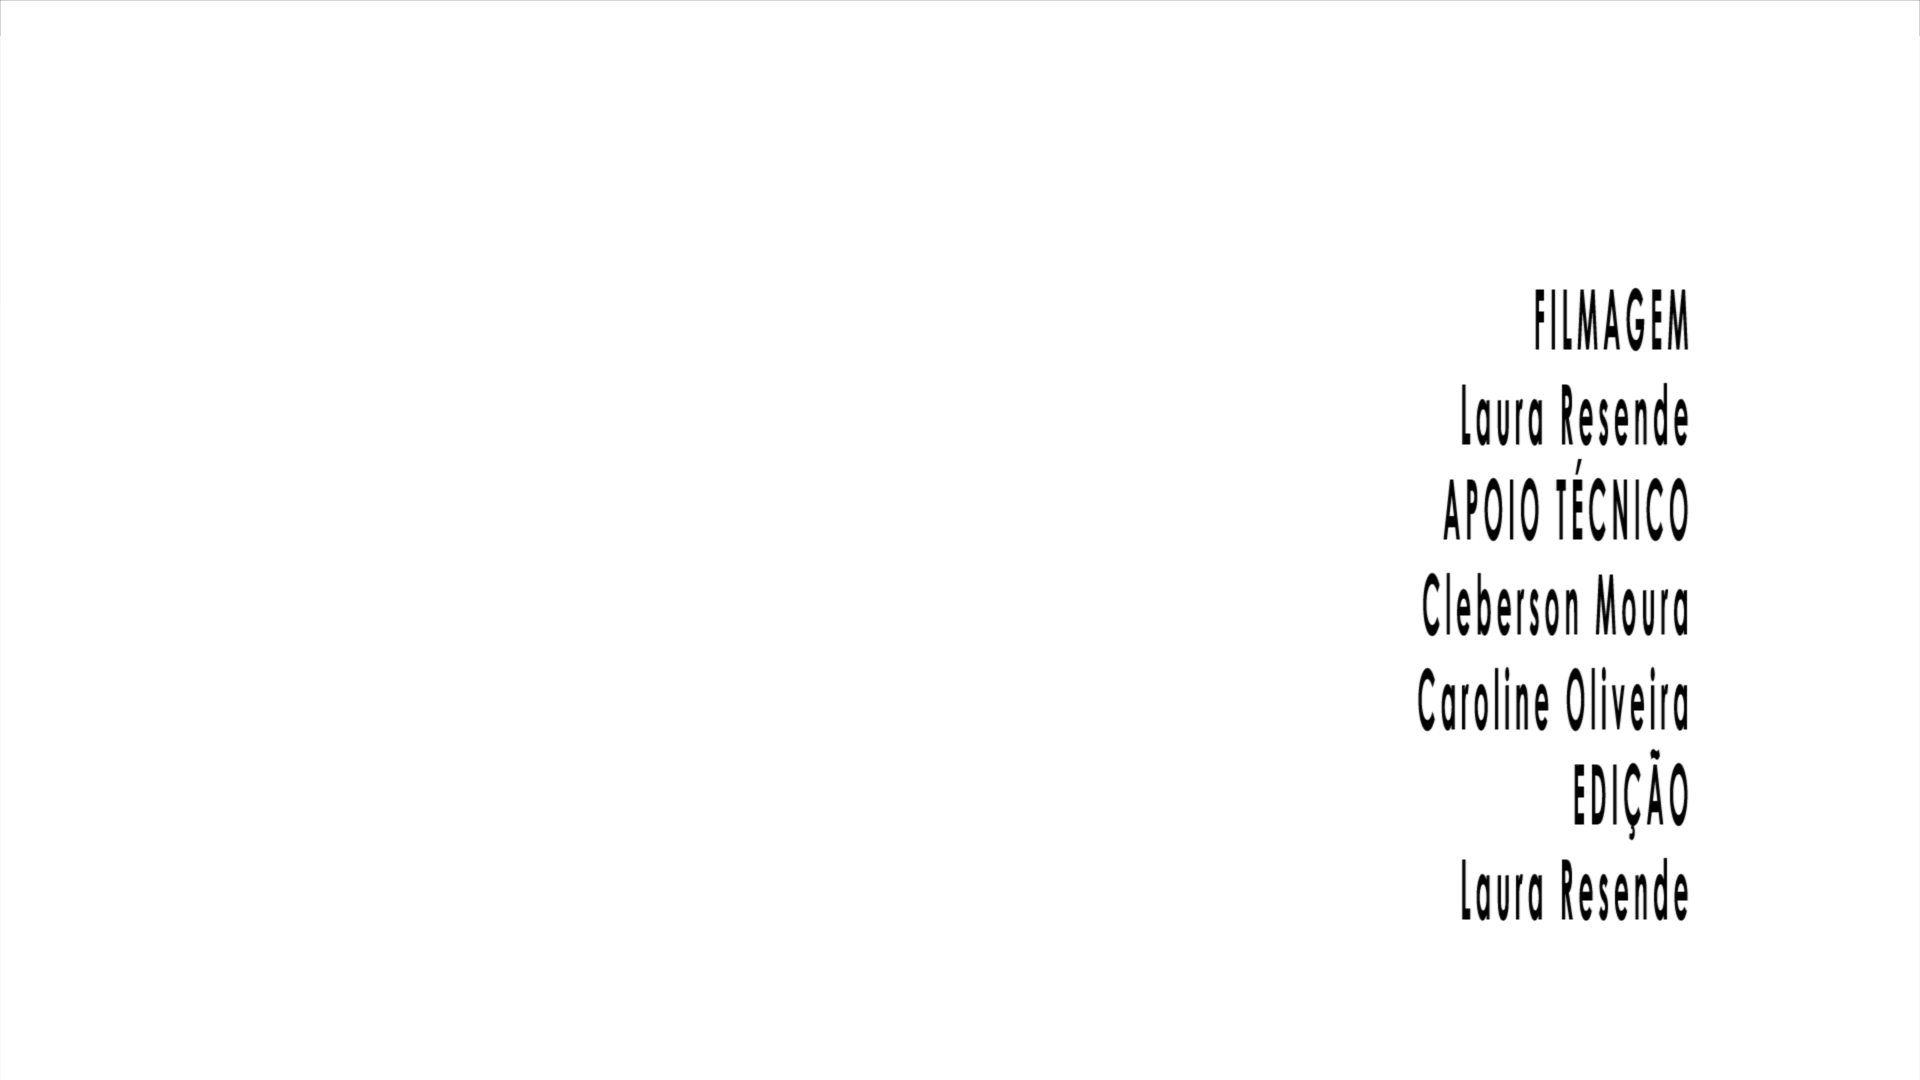 FILMAGEM
Laura Resende
APOIO TÉCNICO
Cleberson Moura
Caroline Oliveira
EDIÇÃO
Laura Resende